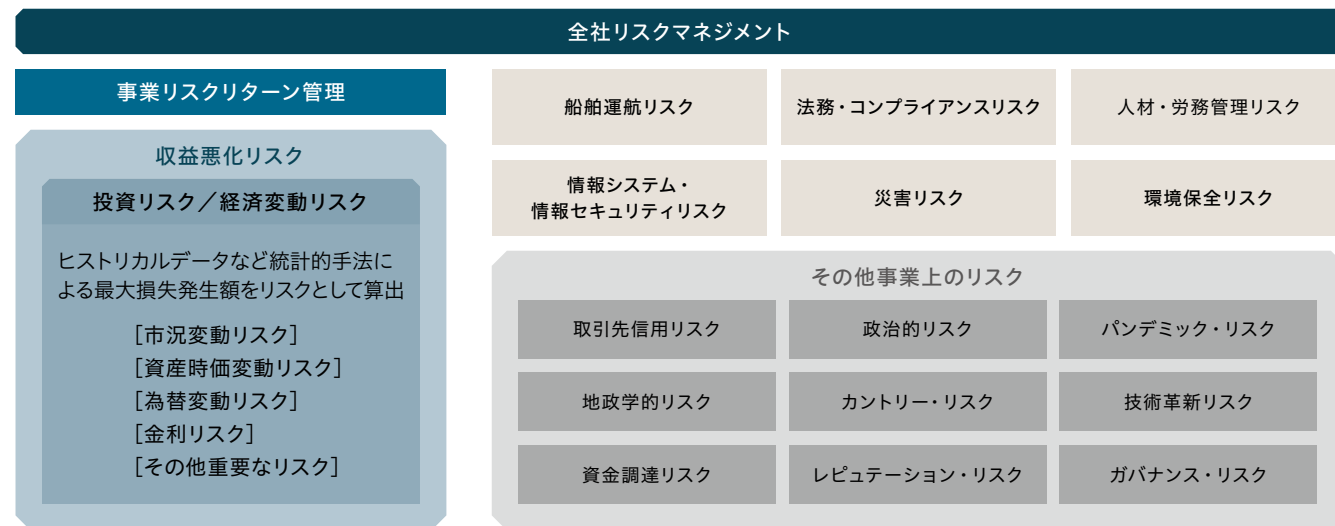 全社リスクマネジメント
事業リスクリターン管理
収益悪化リスク
投資リスク／経済変動リスク
ヒストリカルデータなど統計的手法に
よる最大損失発生額をリスクとして算出
［市況変動リスク］
［資産時価変動リスク］
［為替変動リスク］
［金利リスク］
［その他重要なリスク］
船舶運航リスク
法務・コンプライアンスリスク
人材・労務管理リスク
情報システム・
情報セキュリティリスク
災害リスク
環境保全リスク
その他事業上のリスク
取引先信用リスク
政治的リスク
パンデミック・リスク
地政学的リスク
カントリー・リスク
技術革新リスク
資金調達リスク
レピュテーション・リスク
ガバナンス・リスク